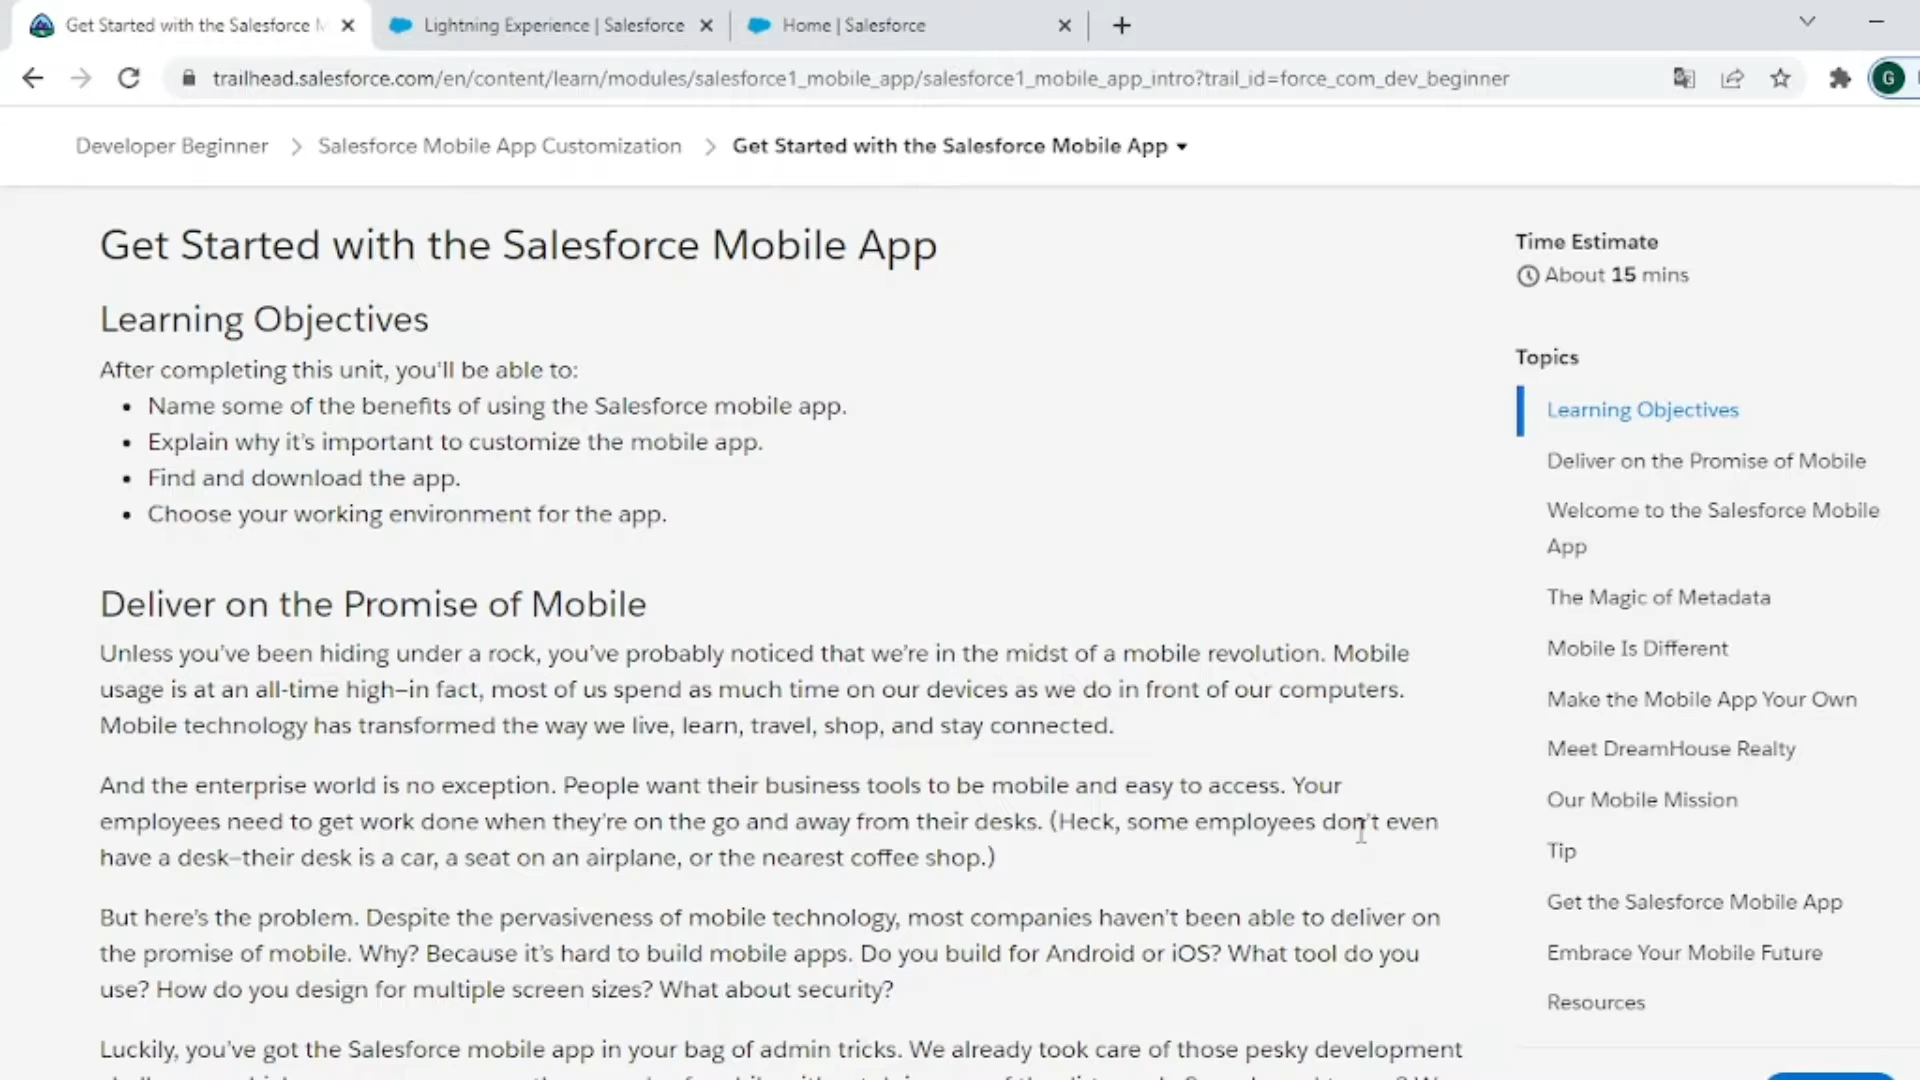 Get Started with the Salesforce M
Lightning Experience | Salesforce
Home | Salesforce
trailhead.salesforce.com/en/content/learn/modules/salesforce1_mobile_app/salesforce1_mobile_app_intro?trail_id=force_com_dev_beginner
G
Developer Beginner > Salesforce Mobile App Customization > Get Started with the Salesforce Mobile App
Get Started with the Salesforce Mobile App
Learning Objectives
After completing this unit, you'll be able to:
• Name some of the benefits of using the Salesforce mobile app.
• Explain why it's important to customize the mobile app.
• Find and download the app.
• Choose your working environment for the app.
Deliver on the Promise of Mobile
Unless you've been hiding under a rock, you've probably noticed that we're in the midst of a mobile revolution. Mobile
usage is at an all-time high—in fact, most of us spend as much time on our devices as we do in front of our computers.
Mobile technology has transformed the way we live, learn, travel, shop, and stay connected.
And the enterprise world is no exception. People want their business tools to be mobile and easy to access. Your
employees need to get work done when they're on the go and away from their desks. (Heck, some employees don't even
have a desk—their desk is a car, a seat on an airplane, or the nearest coffee shop.)
But here's the problem. Despite the pervasiveness of mobile technology, most companies haven't been able to deliver on
the promise of mobile. Why? Because it's hard to build mobile apps. Do you build for Android or iOS? What tool do you
use? How do you design for multiple screen sizes? What about security?
Luckily, you've got the Salesforce mobile app in your bag of admin tricks. We already took care of those pesky development
Time Estimate
About 15 mins
Topics
Learning Objectives
Deliver on the Promise of Mobile
Welcome to the Salesforce Mobile
App
The Magic of Metadata
Mobile Is Different
Make the Mobile App Your Own
Meet DreamHouse Realty
Our Mobile Mission
Tip
Get the Salesforce Mobile App
Embrace Your Mobile Future
Resources